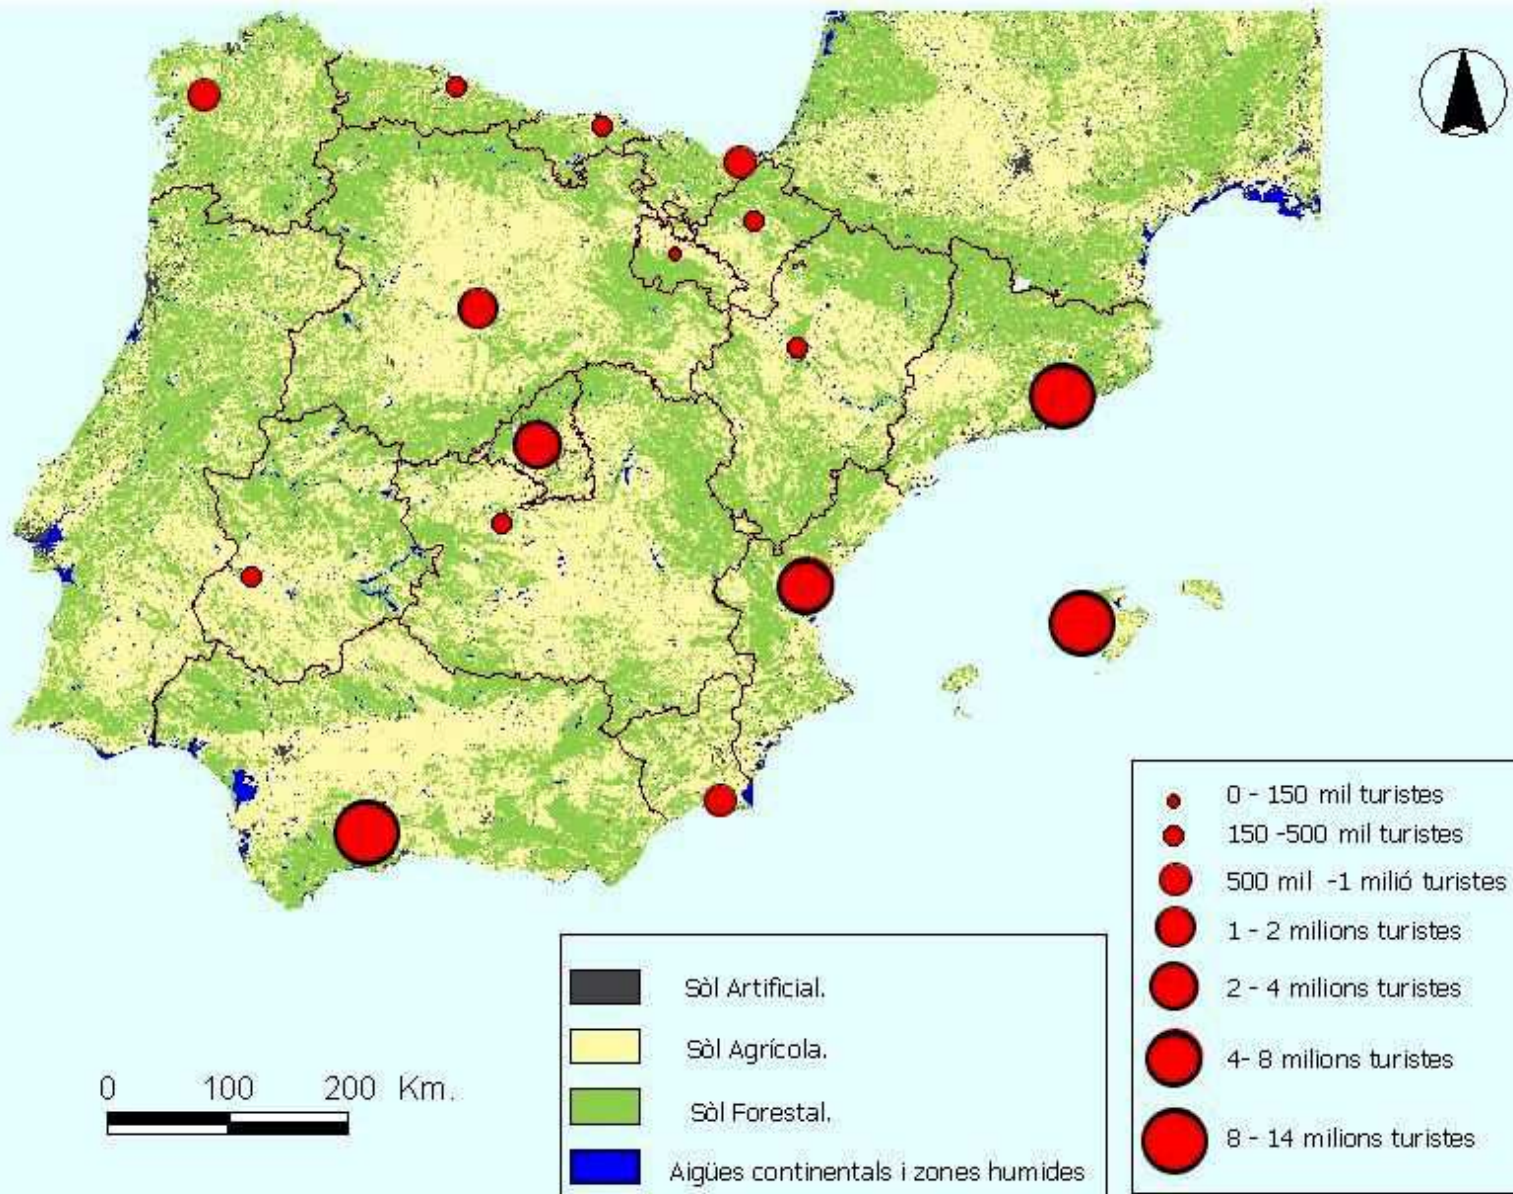 0 - 150 mil turistes
150 -500 mil turistes
500 mil -1 milió turistes
1 - 2 milions turistes
2 - 4 milions turistes
4- 8 milions turistes
8 - 14 milions turistes
Sòl Artificial.
Sòl Agrícola.
Sòl Forestal.
Aigües continentals i zones humides
0 100 200 Km.